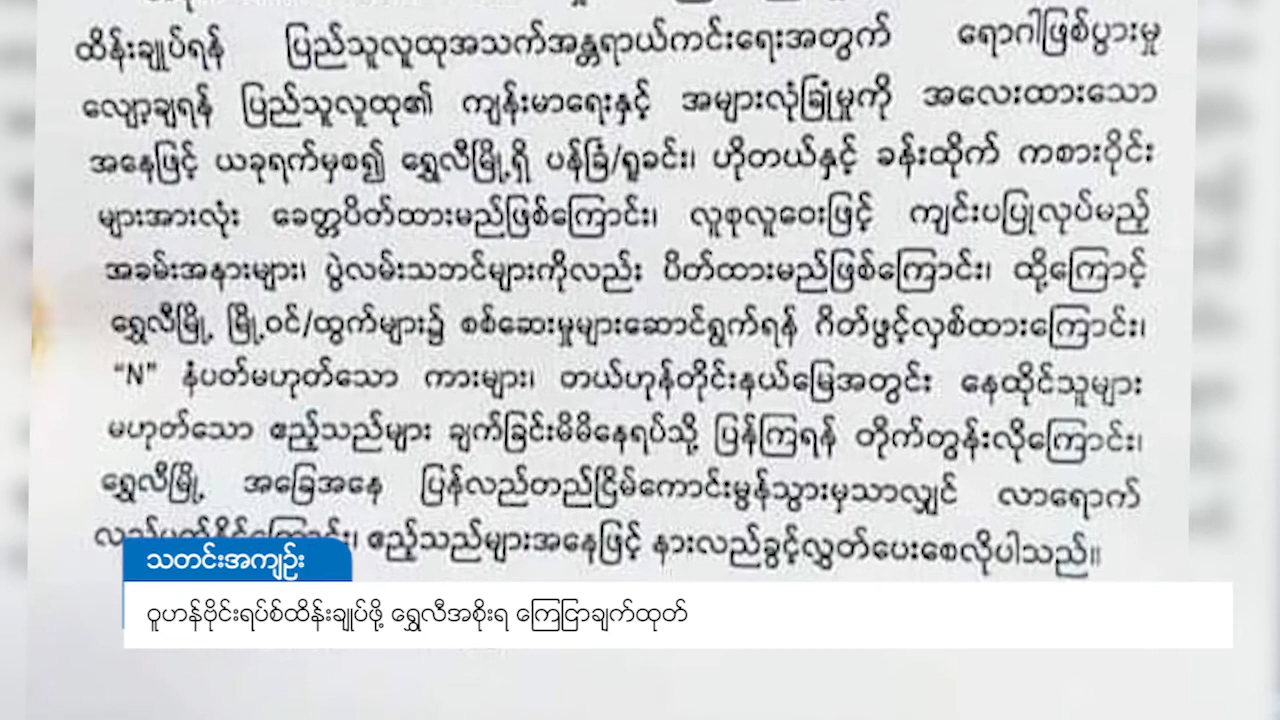 ထိန်းချုပ်ရန် ပြည်သူလူထုအသက်အန္တရာယ်ကင်းရေးအတွက် ရောဂါဖြစ်ပွားမှု
လျော့ချရန် ပြည်သူလူထု၏ ကျန်းမာရေးနှင့် အများလုံခြုံမှုကို အလေးထားသော
အနေဖြင့် ယခုရက်မှစ၍ ရွှေလီမြို့ရှိ ပန်ခြံ/ရှုခင်း၊ ဟိုတယ်နှင့် ခန်းထိုက် ကစားဝိုင်း
များအားလုံး ခေတ္တပိတ်ထားမည်ဖြစ်ကြောင်း၊ လူစုလူဝေးဖြင့် ကျင်းပပြုလုပ်မည့်
အခမ်းအနားများ၊ ပွဲလမ်းသဘင်များကိုလည်း ပိတ်ထားမည်ဖြစ်ကြောင်း၊ ထို့ကြောင့်
ရွှေလီမြို့ မြို့ဝင်/ထွက်များ၌ စစ်ဆေးမှုများဆောင်ရွက်ရန် ဂိတ်ဖွင့်လှစ်ထားကြောင်း၊
“N” နံပတ်မဟုတ်သော ကားများ၊ တယ်ဟုန်တိုင်းနယ်မြေအတွင်း နေထိုင်သူများ
မဟုတ်သော ဧည့်သည်များ ချက်ခြင်းမိမိနေရပ်သို့ ပြန်ကြရန် တိုက်တွန်းလိုကြောင်း၊
ရွှေလီမြို့ အခြေအနေ ပြန်လည်တည်ငြိမ်ကောင်းမွန်သွားမှသာလျှင် လာရောက်
ဧည့်သည်များအနေဖြင့် နားလည်ခွင့်လွှတ်ပေးစေလိုပါသည်။
သတင်းအကျဉ်း
ဝူဟန်ဗိုင်းရပ်စ်ထိန်းချုပ်ဖို့ ရွှေလီအစိုးရ ကြေငြာချက်ထုတ်